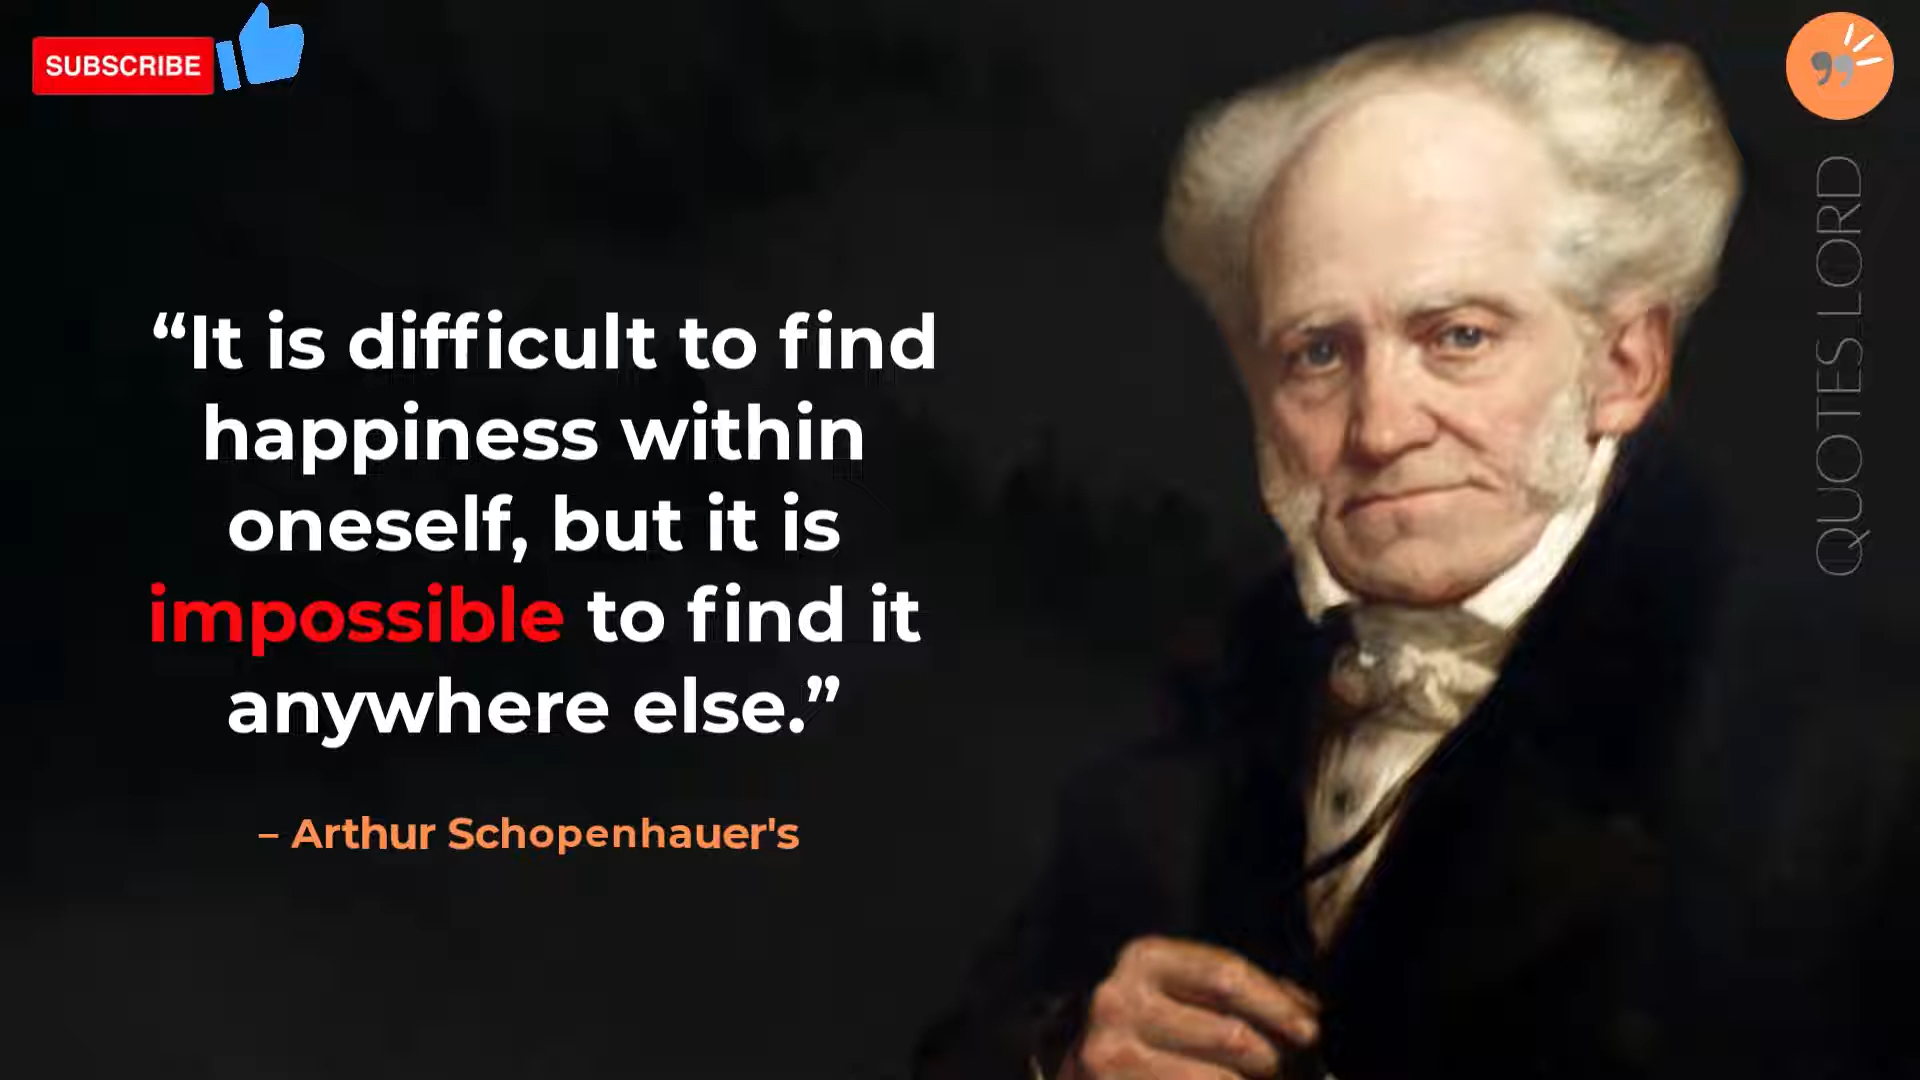 SUBSCRIBE
“It is difficult to find
happiness within
oneself, but it is
impossible to find it
anywhere else.”
– Arthur Schopenhauer's
QUOTES LORD